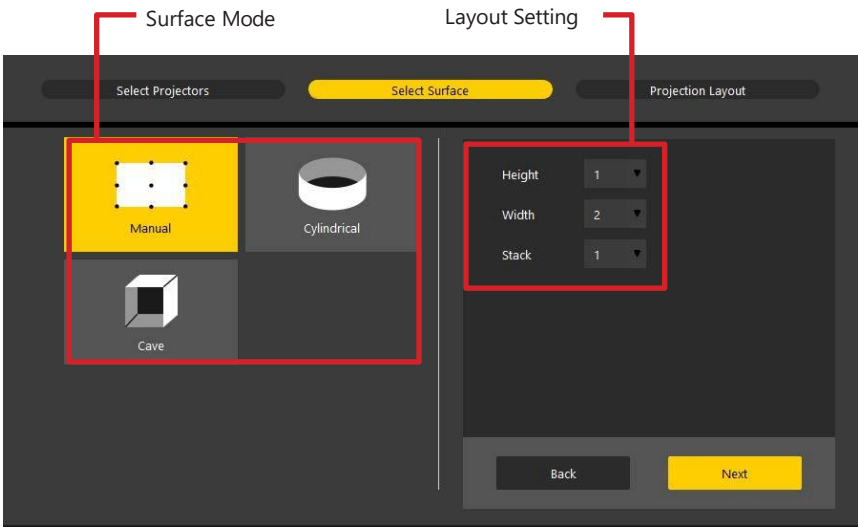 Surface Mode
Layout Setting
Select Projectors
Select Surface
Projection Layout
Manual
Cylindrical
Cave
Height 1
Width 2
Stack 1
Back
Next